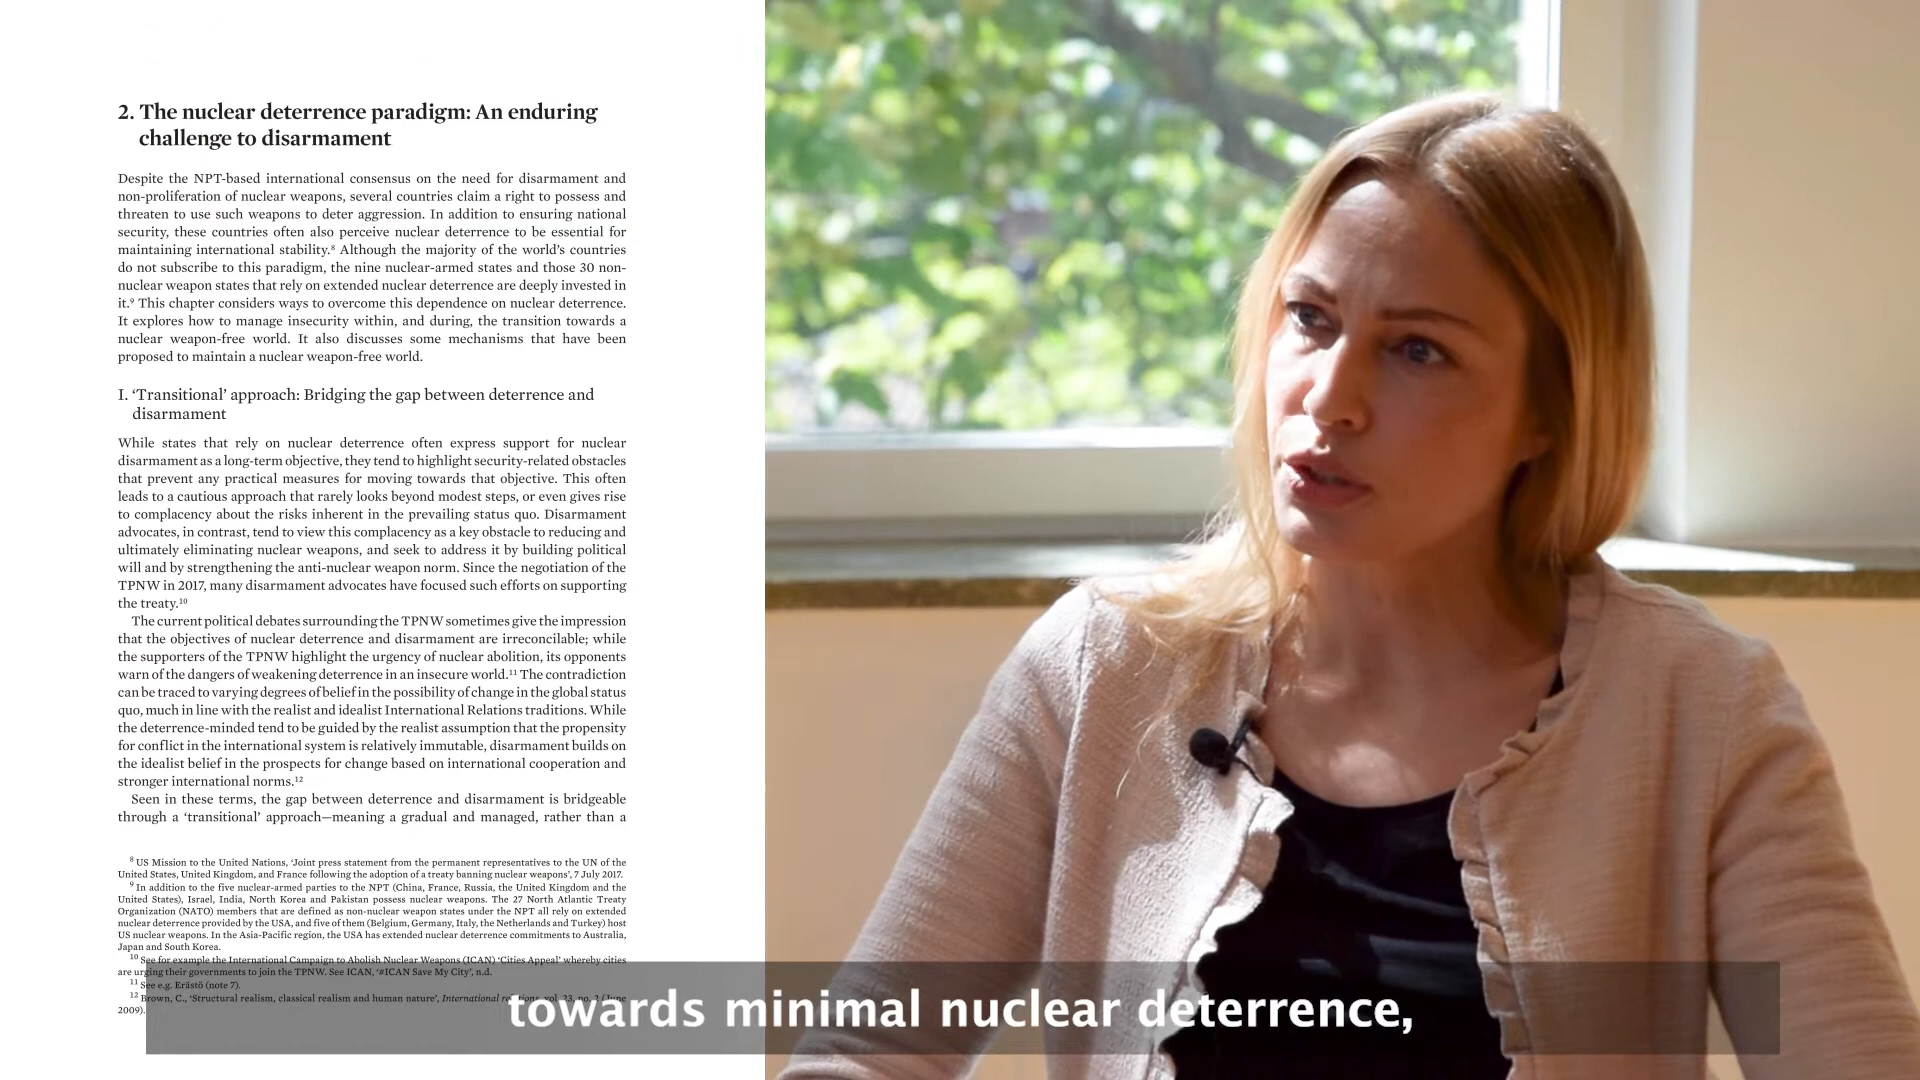 2. The nuclear deterrence paradigm: An enduring
challenge to disarmament
Despite the NPT-based international consensus on the need for disarmament and
non-proliferation of nuclear weapons, several countries claim a right to possess and
threaten to use such weapons to deter aggression. In addition to ensuring national
security, these countries often also perceive nuclear deterrence to be essential for
maintaining international stability.⁸ Although the majority of the world's countries
do not subscribe to this paradigm, the nine nuclear-armed states and those 30 non-
nuclear weapon states that rely on extended nuclear deterrence are deeply invested in
it.⁹ This chapter considers ways to overcome this dependence on nuclear deterrence.
It explores how to manage insecurity within, and during, the transition towards a
nuclear weapon-free world. It also discusses some mechanisms that have been
proposed to maintain a nuclear weapon-free world.
I. ‘Transitional’ approach: Bridging the gap between deterrence and
disarmament
While states that rely on nuclear deterrence often express support for nuclear
disarmament as a long-term objective, they tend to highlight security-related obstacles
that prevent any practical measures for moving towards that objective. This often
leads to a cautious approach that rarely looks beyond modest steps, or even gives rise
to complacency about the risks inherent in the prevailing status quo. Disarmament
advocates, in contrast, tend to view this complacency as a key obstacle to reducing and
ultimately eliminating nuclear weapons, and seek to address it by building political
will and by strengthening the anti-nuclear weapon norm. Since the negotiation of the
TPNW in 2017, many disarmament advocates have focused such efforts on supporting
the treaty.¹⁰
The current political debates surrounding the TPNW sometimes give the impression
that the objectives of nuclear deterrence and disarmament are irreconcilable; while
the supporters of the TPNW highlight the urgency of nuclear abolition, its opponents
warn of the dangers of weakening deterrence in an insecure world.¹¹ The contradiction
can be traced to varying degrees of belief in the possibility of change in the global status
quo, much in line with the realist and idealist International Relations traditions. While
the deterrence-minded tend to be guided by the realist assumption that the propensity
for conflict in the international system is relatively immutable, disarmament builds on
the idealist belief in the prospects for change based on international cooperation and
stronger international norms.¹²
Seen in these terms, the gap between deterrence and disarmament is bridgeable
through a ‘transitional’ approach—meaning a gradual and managed, rather than a
⁸ US Mission to the United Nations, ‘Joint press statement from the permanent representatives to the UN of the
United States, United Kingdom, and France following the adoption of a treaty banning nuclear weapons’, 7 July 2017.
⁹ In addition to the five nuclear-armed parties to the NPT (China, France, Russia, the United Kingdom and the
United States), Israel, India, North Korea and Pakistan possess nuclear weapons. The 27 North Atlantic Treaty
Organization (NATO) members that are defined as non-nuclear weapon states under the NPT all rely on extended
nuclear deterrence provided by the USA, and five of them (Belgium, Germany, Italy, the Netherlands and Turkey) host
US nuclear weapons. In the Asia-Pacific region, the USA has extended nuclear deterrence commitments to Australia,
Japan and South Korea.
¹⁰ See for example the International Campaign to Abolish Nuclear Weapons (ICAN) ‘Cities Appeal’ whereby cities
are urging their governments to join the TPNW. See ICAN, ‘#ICAN Save My City’, n.d.
¹¹ See e.g. Erästö (note 7).
¹² Brown, C., ‘Structural realism, classical realism and human nature’, International vol. 23, no. 2 (June
2009).
towards minimal nuclear deterrence,